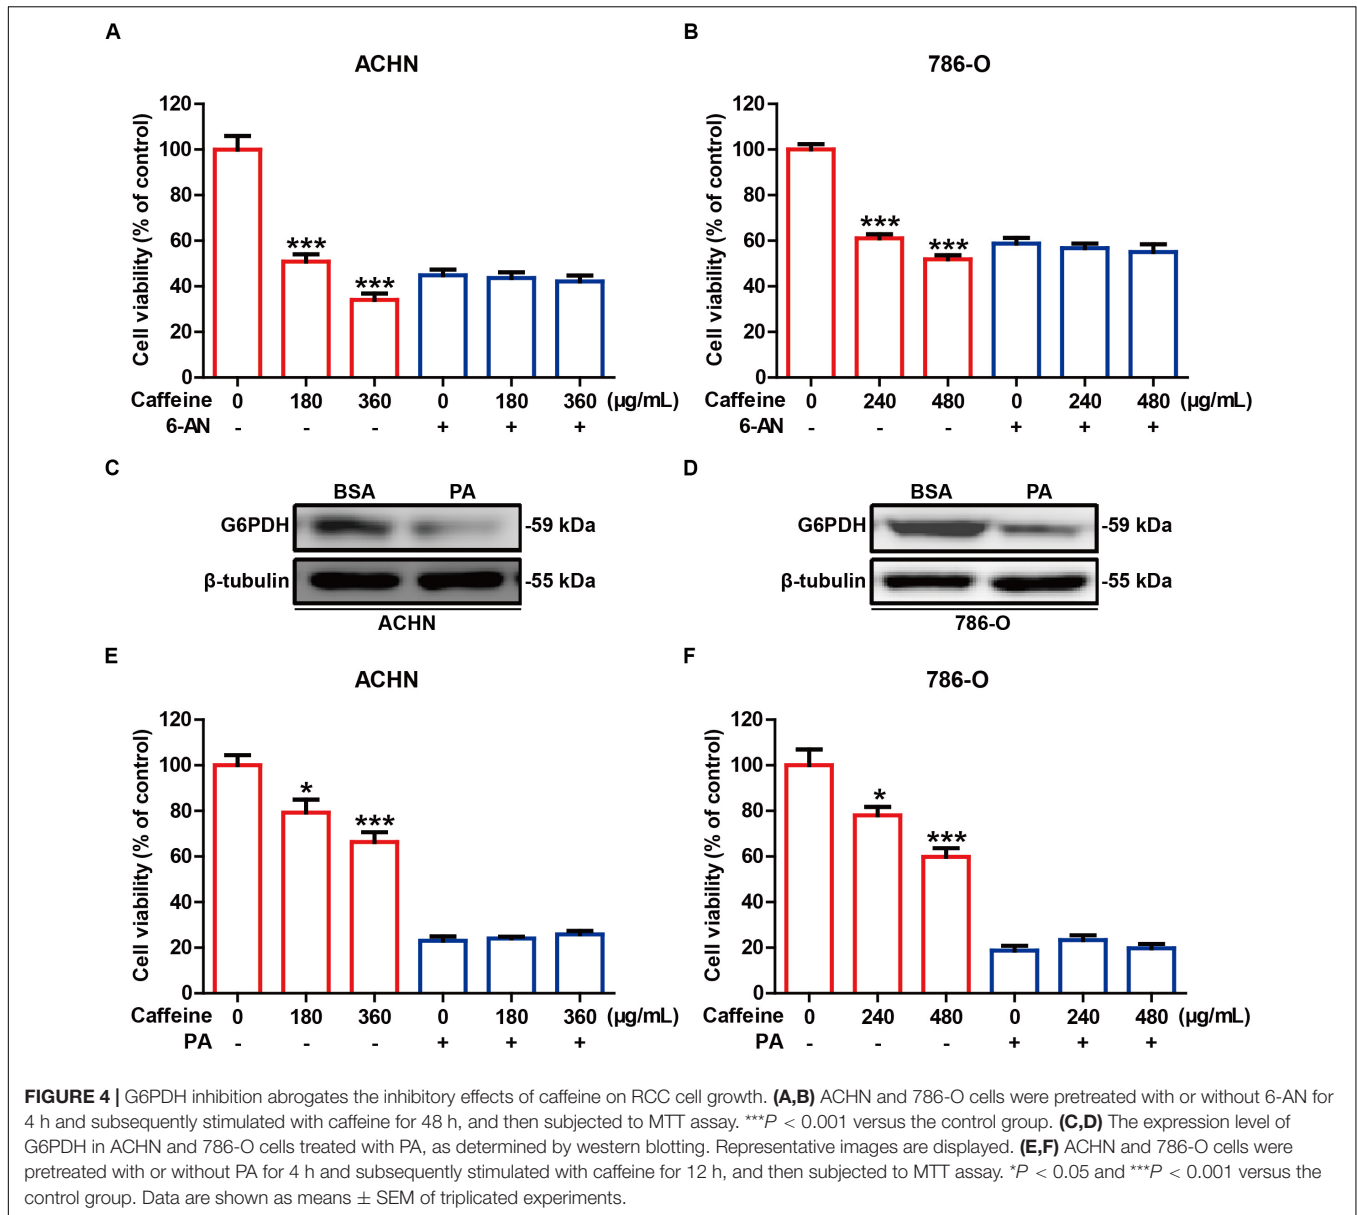 A
B
ACHN
786-O
Cell viability (% of control)
120
100
80
60
40
20
0
***
***
Caffeine 0 180 360 0 180 360 (µg/mL)
6-AN - - - + + +
Cell viability (% of control)
120
100
80
60
40
20
0
***
***
Caffeine 0 240 480 0 240 480 (µg/mL)
6-AN - - - + + +
C
BSA PA
G6PDH -59 kDa
β-tubulin -55 kDa
ACHN
D
BSA PA
G6PDH -59 kDa
β-tubulin -55 kDa
786-O
E
ACHN
Cell viability (% of control)
120
100
80
60
40
20
0
*
***
Caffeine 0 180 360 0 180 360 (µg/mL)
PA - - - + + +
F
786-O
Cell viability (% of control)
120
100
80
60
40
20
0
*
***
Caffeine 0 240 480 0 240 480 (µg/mL)
PA - - - + + +
FIGURE 4 | G6PDH inhibition abrogates the inhibitory effects of caffeine on RCC cell growth. (A,B) ACHN and 786-O cells were pretreated with or without 6-AN for
4 h and subsequently stimulated with caffeine for 48 h, and then subjected to MTT assay. ***P < 0.001 versus the control group. (C,D) The expression level of
G6PDH in ACHN and 786-O cells treated with PA, as determined by western blotting. Representative images are displayed. (E,F) ACHN and 786-O cells were
pretreated with or without PA for 4 h and subsequently stimulated with caffeine for 12 h, and then subjected to MTT assay. *P < 0.05 and ***P < 0.001 versus the
control group. Data are shown as means ± SEM of triplicated experiments.